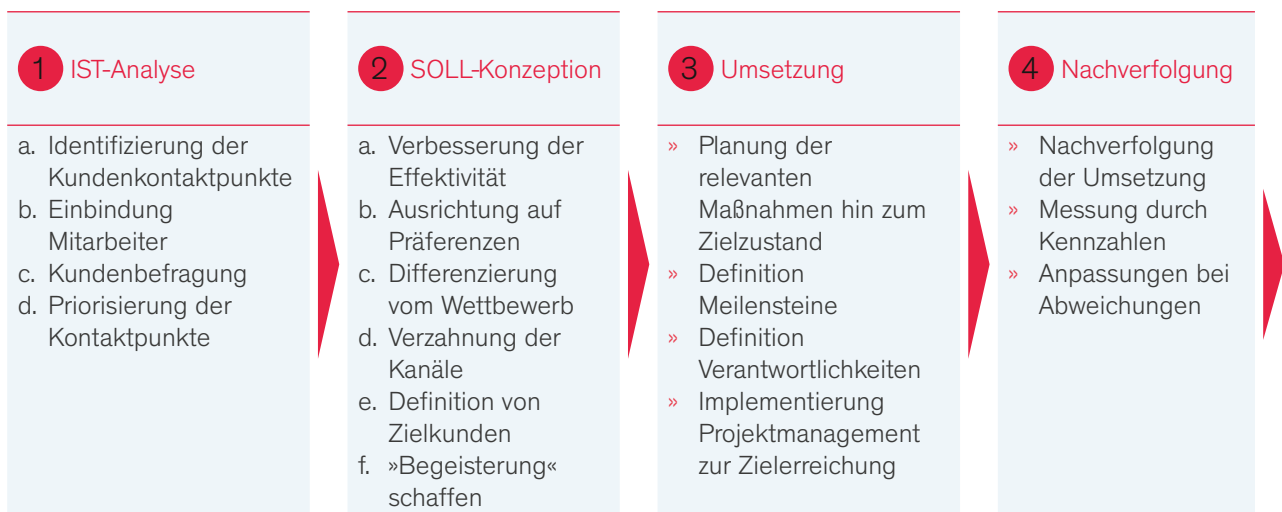 1 IST-Analyse
a. Identifizierung der
Kundenkontaktpunkte
b. Einbindung
Mitarbeiter
c. Kundenbefragung
d. Priorisierung der
Kontaktpunkte
2 SOLL-Konzeption
a. Verbesserung der
Effektivität
b. Ausrichtung auf
Präferenzen
c. Differenzierung
vom Wettbewerb
d. Verzahnung der
Kanäle
e. Definition von
Zielkunden
f. »Begeisterung«
schaffen
3 Umsetzung
» Planung der
relevanten
Maßnahmen hin zum
Zielzustand
» Definition
Meilensteine
» Definition
Verantwortlichkeiten
» Implementierung
Projektmanagement
zur Zielerreichung
4 Nachverfolgung
» Nachverfolgung
der Umsetzung
» Messung durch
Kennzahlen
» Anpassungen bei
Abweichungen